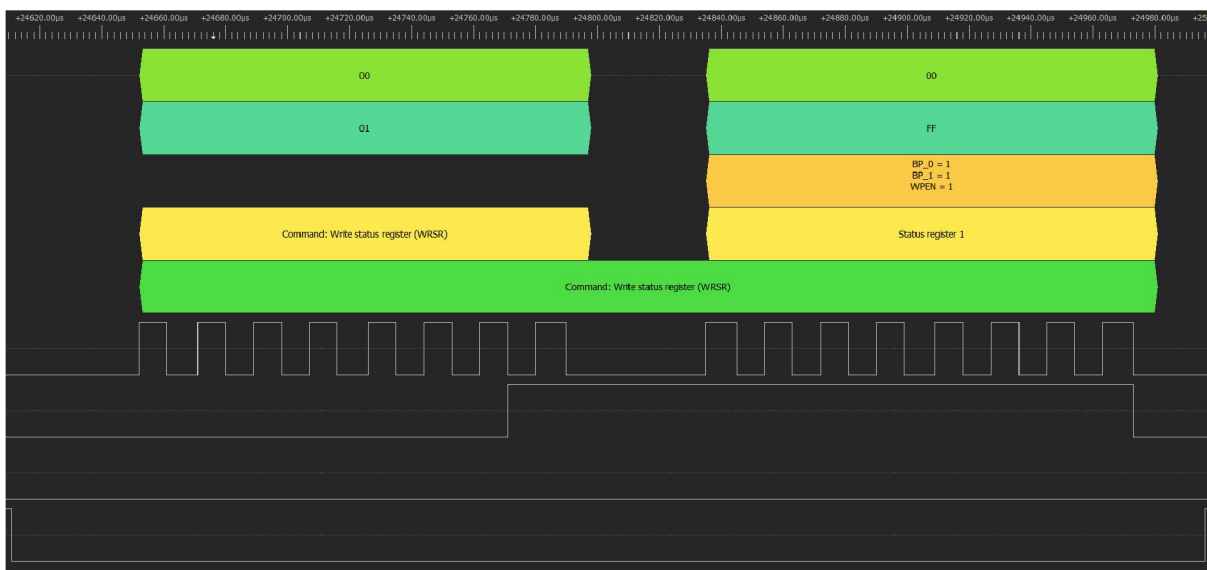 +24620.00µs +24640.00µs +24660.00µs +24680.00µs +24700.00µs +24720.00µs +24740.00µs +24760.00µs +24780.00µs +24800.00µs +24820.00µs +24840.00µs +24860.00µs +24880.00µs +24900.00µs +24920.00µs +24940.00µs +24960.00µs +24980.00µs +25
00 00
01 FF
BP_0 = 1
BP_1 = 1
WPEN = 1
Command: Write status register (WRSR) Status register 1
Command: Write status register (WRSR)